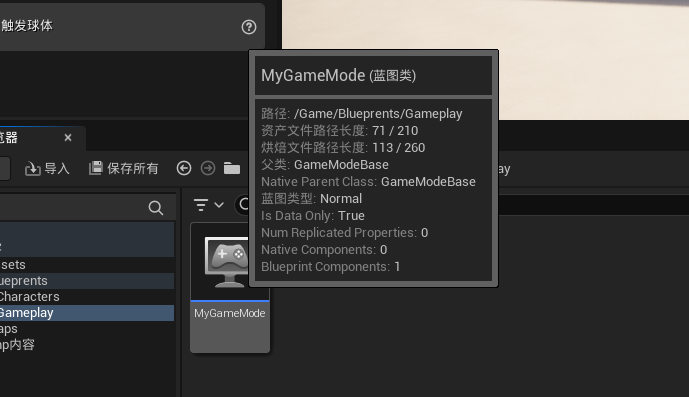 触发球体
MyGameMode (蓝图类)
路径: /Game/Blueprents/Gameplay
资产文件路径长度: 71 / 210
烘焙文件路径长度: 113 / 260
父类: GameModeBase
Native Parent Class: GameModeBase
蓝图类型: Normal
Is Data Only: True
Num Replicated Properties: 0
Native Components: 0
Blueprint Components: 1
览器
导入
保存所有
ay
sets
ueprents
Characters
Gameplay
aps
np内容
MyGameMode